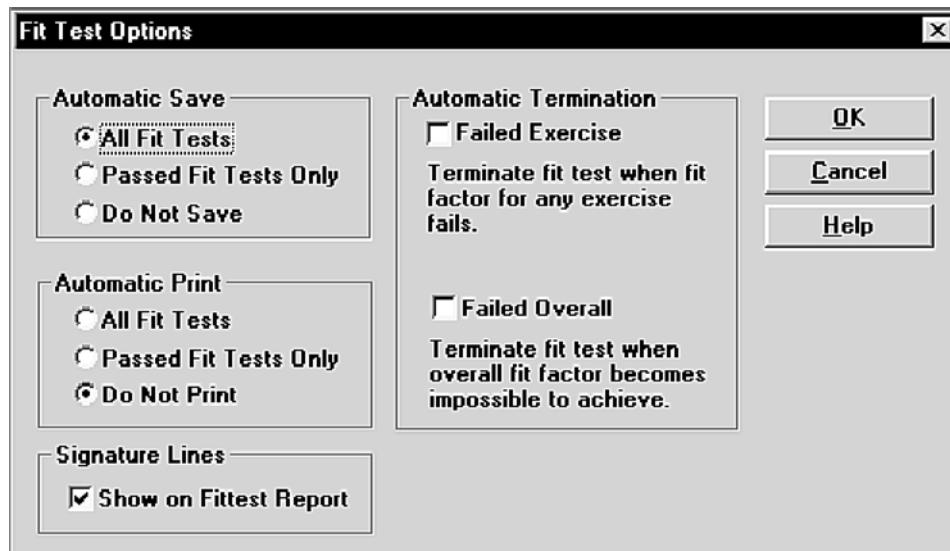 Fit Test Options
Automatic Save
All Fit Tests
Passed Fit Tests Only
Do Not Save
Automatic Print
All Fit Tests
Passed Fit Tests Only
Do Not Print
Signature Lines
Show on Fittest Report
Automatic Termination
Failed Exercise
Terminate fit test when fit
factor for any exercise
fails.
Failed Overall
Terminate fit test when
overall fit factor becomes
impossible to achieve.
OK
Cancel
Help